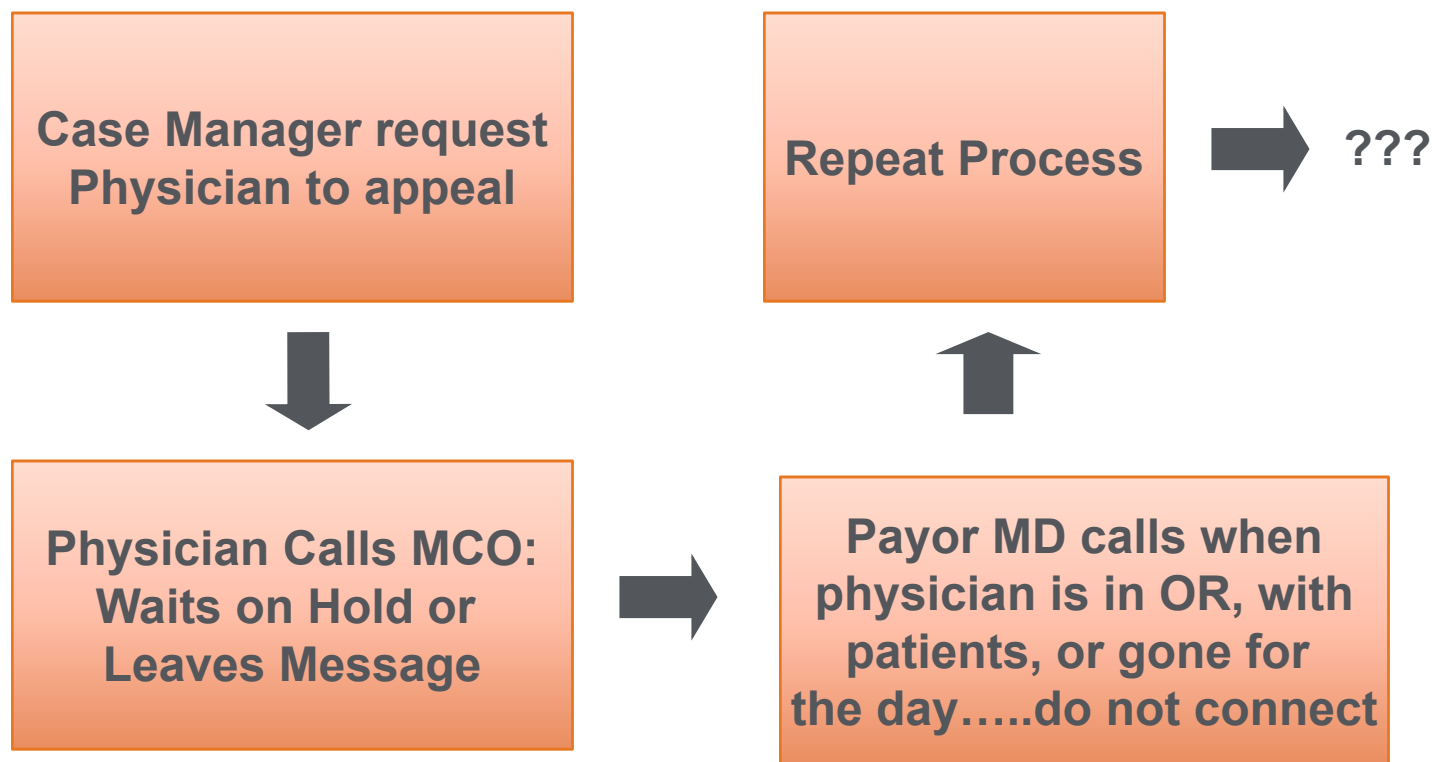 Case Manager request
Physician to appeal
Physician Calls MCO:
Waits on Hold or
Leaves Message
Payor MD calls when
physician is in OR, with
patients, or gone for
the day…..do not connect
Repeat Process
???